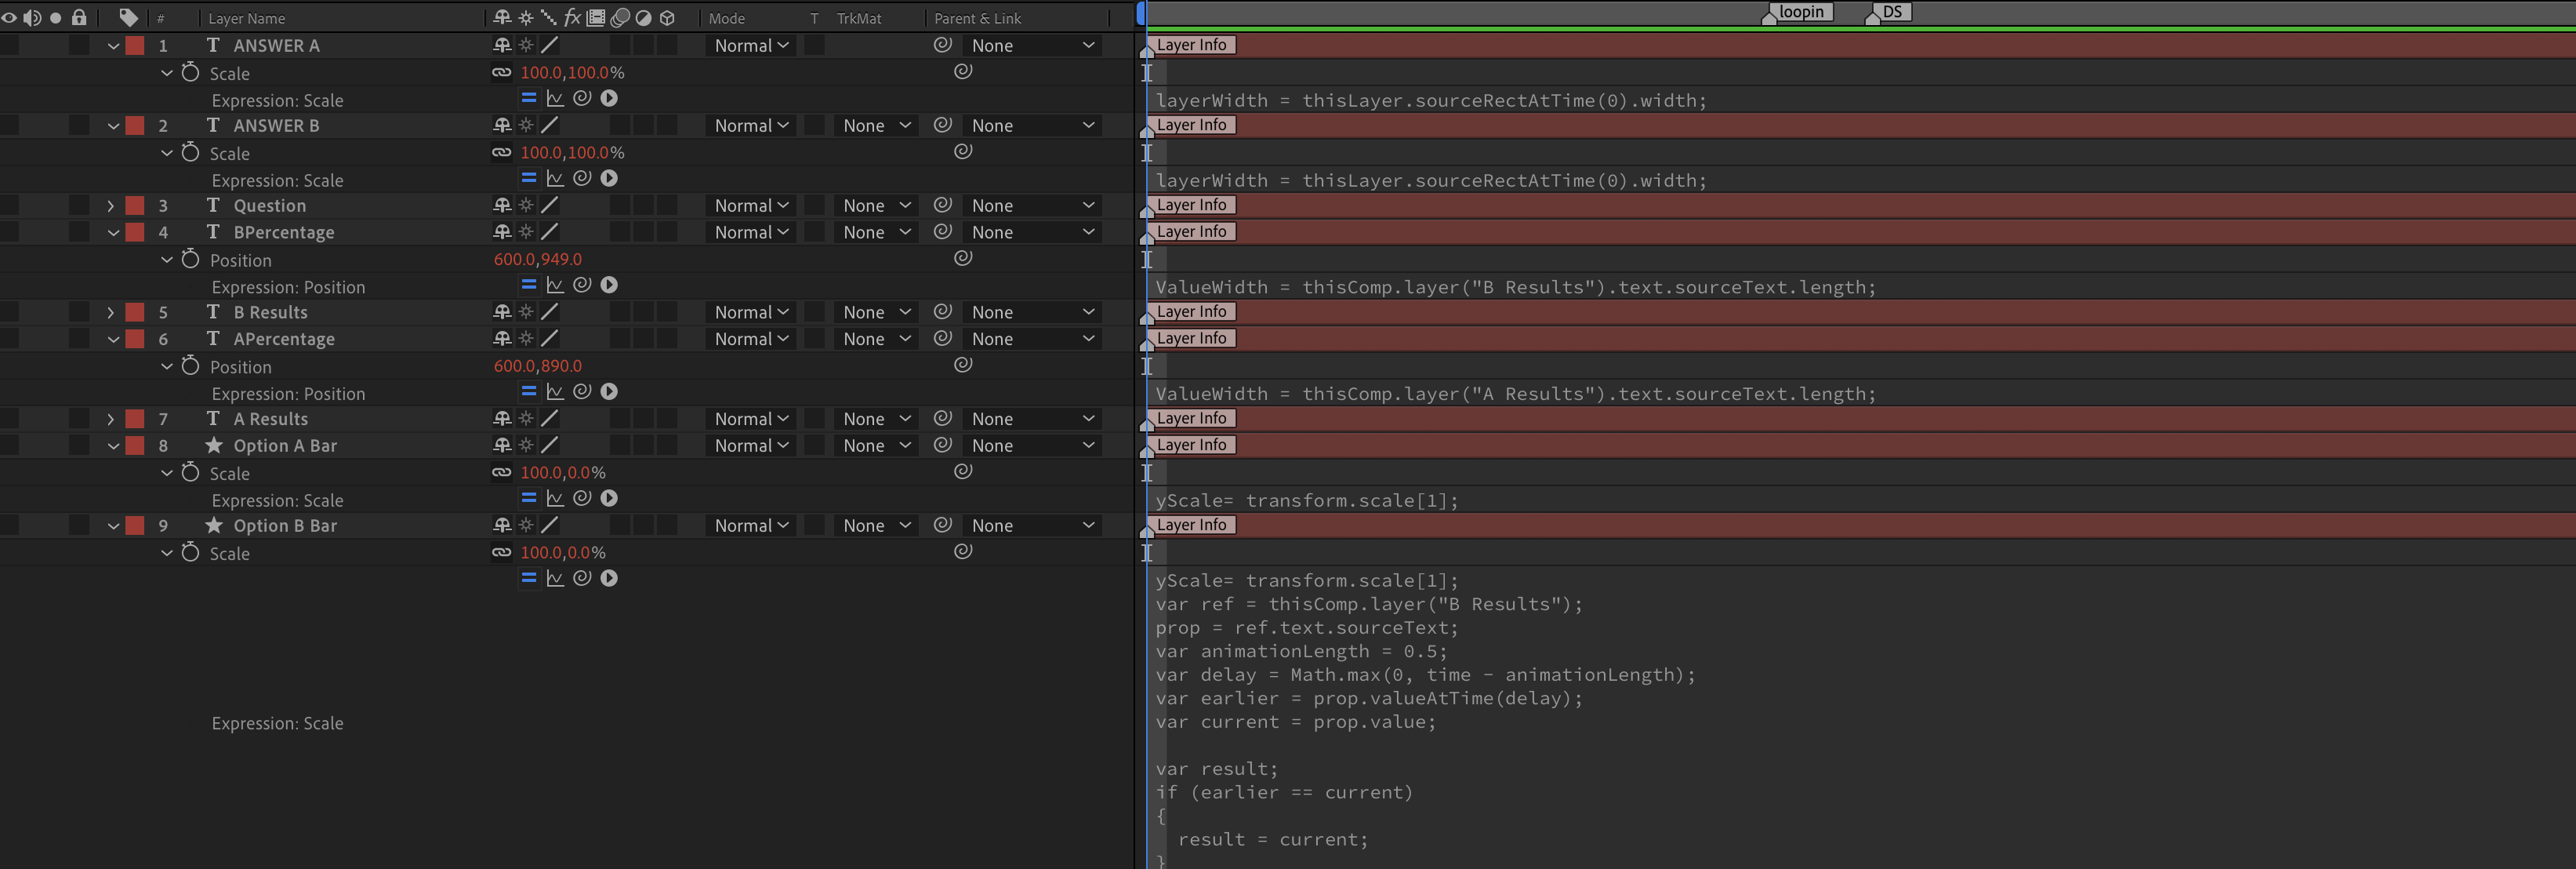 # Layer Name fx Mode T TrkMat Parent & Link loopin DS
1 T ANSWER A Normal None Layer Info
Scale 100.0,100.0%
Expression: Scale layerWidth = thisLayer.sourceRectAtTime(0).width;
2 T ANSWER B Normal None None Layer Info
Scale 100.0,100.0%
Expression: Scale layerWidth = thisLayer.sourceRectAtTime(0).width;
3 T Question Normal None None Layer Info
4 T BPercentage Normal None None Layer Info
Position 600.0,949.0
Expression: Position ValueWidth = thisComp.layer("B Results").text.sourceText.length;
5 T B Results Normal None None Layer Info
6 T APercentage Normal None None Layer Info
Position 600.0,890.0
Expression: Position ValueWidth = thisComp.layer("A Results").text.sourceText.length;
7 T A Results Normal None None Layer Info
8 Option A Bar Normal None None Layer Info
Scale 100.0,0.0%
Expression: Scale yScale= transform.scale[1];
9 Option B Bar Normal None None Layer Info
Scale 100.0,0.0%
yScale= transform.scale[1];
var ref = thisComp.layer("B Results");
prop = ref.text.sourceText;
var animationLength = 0.5;
var delay = Math.max(0, time - animationLength);
var earlier = prop.valueAtTime(delay);
Expression: Scale var current = prop.value;
var result;
if (earlier == current)
{
result = current;
}